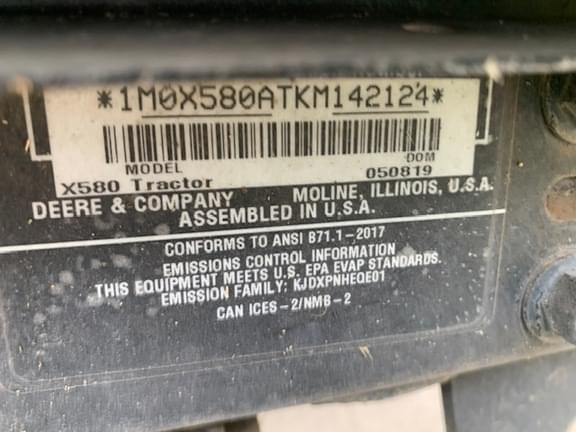 *1M0X580ATKM142124*
MODEL DOM
X580 Tractor 050819
DEERE & COMPANY MOLINE, ILLINOIS, U.S.A.
ASSEMBLED IN U.S.A.
CONFORMS TO ANSI B71.1-2017
EMISSIONS CONTROL INFORMATION
THIS EQUIPMENT MEETS U.S. EPA EVAP STANDARDS.
EMISSION FAMILY: KJDXPNHEQE01
CAN ICES-2/NMB-2